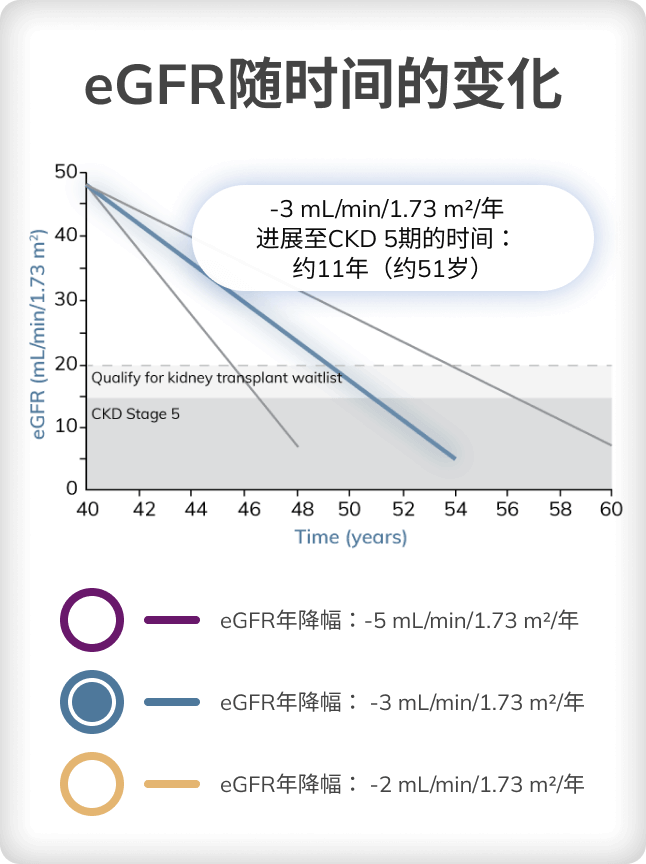 eGFR随时间的变化
-3 mL/min/1.73 m²/年
进展至CKD 5期的时间：
约11年（约51岁）
eGFR (mL/min/1.73 m²)
50
40
30
20
10
0
Qualify for kidney transplant waitlist
CKD Stage 5
40 42 44 46 48 50 52 54 56 58 60
Time (years)
eGFR年降幅：-5 mL/min/1.73 m²/年
eGFR年降幅： -3 mL/min/1.73 m²/年
eGFR年降幅： -2 mL/min/1.73 m²/年